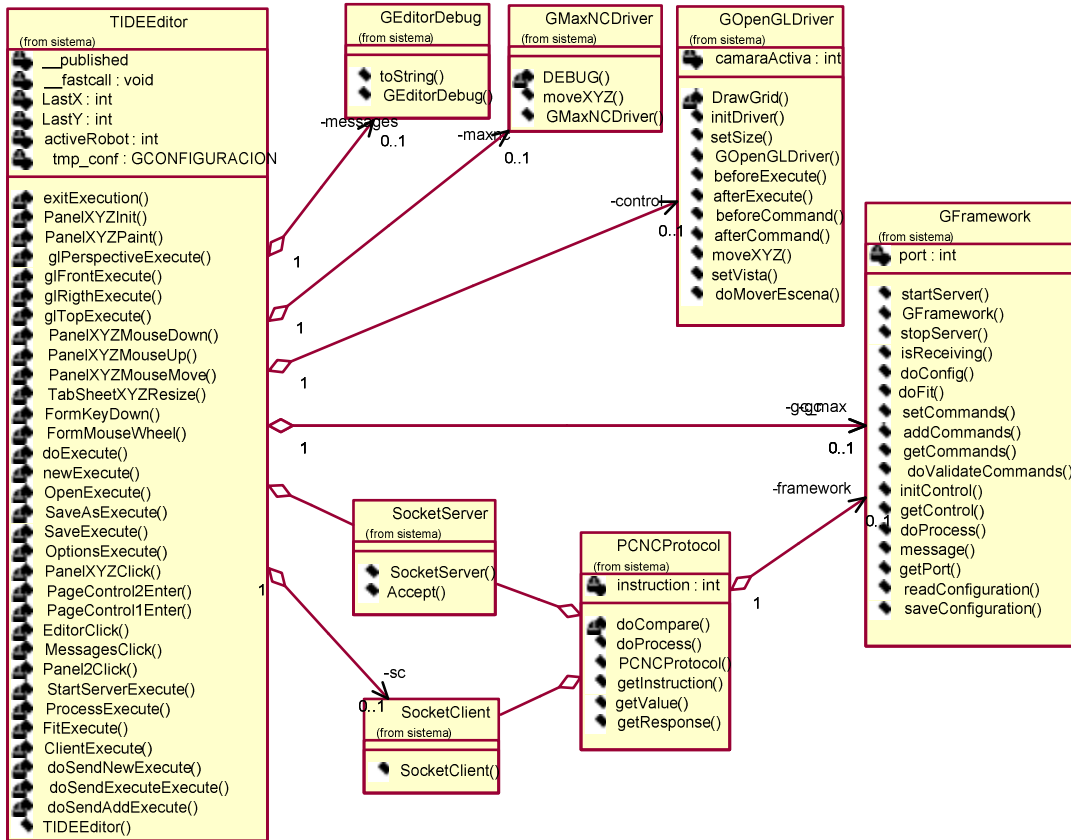 TIDEEditor
(from sistema)
__published
__fastcall : void
LastX : int
LastY : int
activeRobot : int
tmp_conf : GCONFIGURACION
exitExecution()
PanelXYZInit()
PanelXYZPaint()
glPerspectiveExecute()
glFrontExecute()
glRigthExecute()
glTopExecute()
PanelXYZMouseDown()
PanelXYZMouseUp()
PanelXYZMouseMove()
TabSheetXYZResize()
FormKeyDown()
FormMouseWheel()
doExecute()
newExecute()
OpenExecute()
SaveAsExecute()
SaveExecute()
OptionsExecute()
PanelXYZClick()
PageControl2Enter()
PageControl1Enter()
EditorClick()
MessagesClick()
Panel2Click()
StartServerExecute()
ProcessExecute()
FitExecute()
ClientExecute()
doSendNewExecute()
doSendExecuteExecute()
doSendAddExecute()
TIDEEditor()
GEditorDebug
(from sistema)
toString()
GEditorDebug()
-messages
0..1
1
GMaxNCDriver
(from sistema)
DEBUG()
moveXYZ()
GMaxNCDriver()
-maxnc
0..1
1
GOpenGLDriver
(from sistema)
camaraActiva : int
DrawGrid()
initDriver()
setSize()
GOpenGLDriver()
beforeExecute()
afterExecute()
beforeCommand()
afterCommand()
moveXYZ()
setVista()
doMoverEscena()
-control
0..1
1
GFramework
(from sistema)
port : int
startServer()
GFramework()
stopServer()
isReceiving()
doConfig()
doFit()
setCommands()
addCommands()
getCommands()
doValidateCommands()
initControl()
getControl()
doProcess()
message()
getPort()
readConfiguration()
saveConfiguration()
0..1
1
-framework
0..1
1
SocketServer
(from sistema)
SocketServer()
Accept()
PCNCProtocol
(from sistema)
instruction : int
doCompare()
doProcess()
PCNCProtocol()
getInstruction()
getValue()
getResponse()
1
-sc
0..1
SocketClient
(from sistema)
SocketClient()